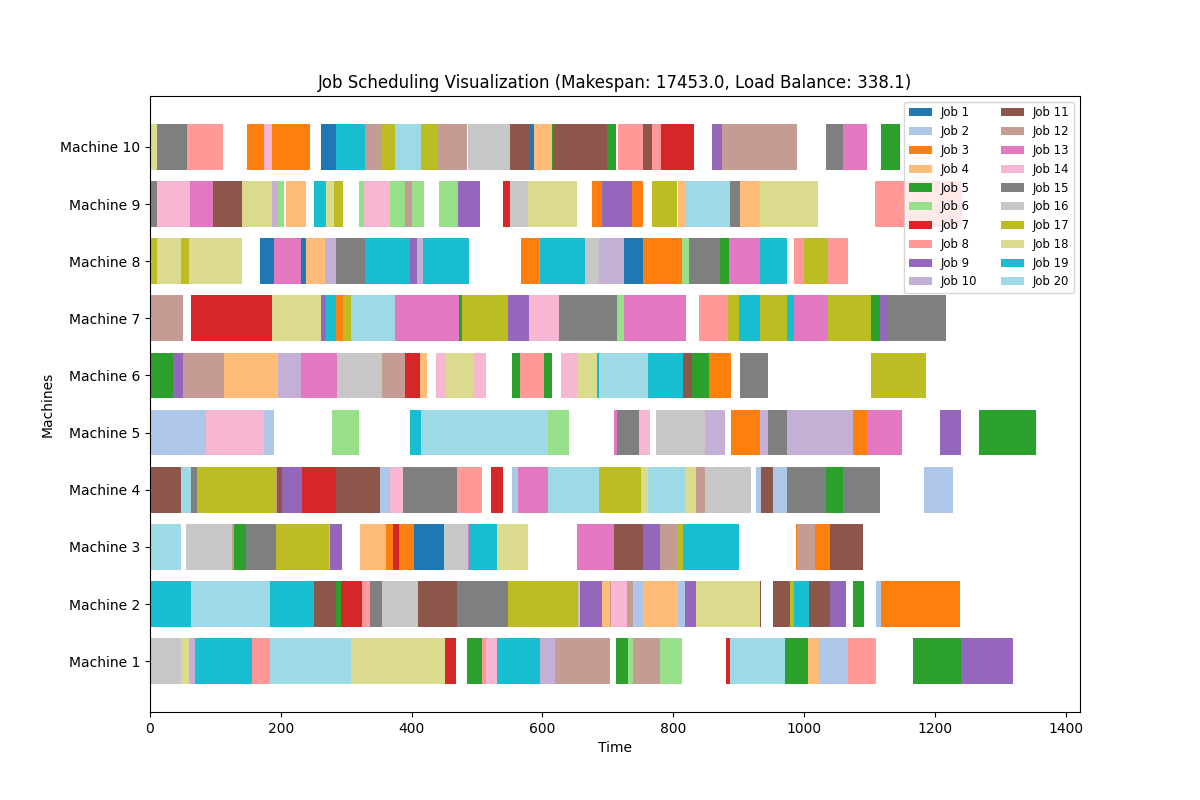 Job Scheduling Visualization (Makespan: 17453.0, Load Balance: 338.1)
Machine 10
Machine 9
Machine 8
Machine 7
Machine 6
Machine 5
Machine 4
Machine 3
Machine 2
Machine 1
Machines
Job 1
Job 2
Job 3
Job 4
Job 5
Job 6
Job 7
Job 8
Job 9
Job 10
Job 11
Job 12
Job 13
Job 14
Job 15
Job 16
Job 17
Job 18
Job 19
Job 20
0 200 400 600 800 1000 1200 1400
Time